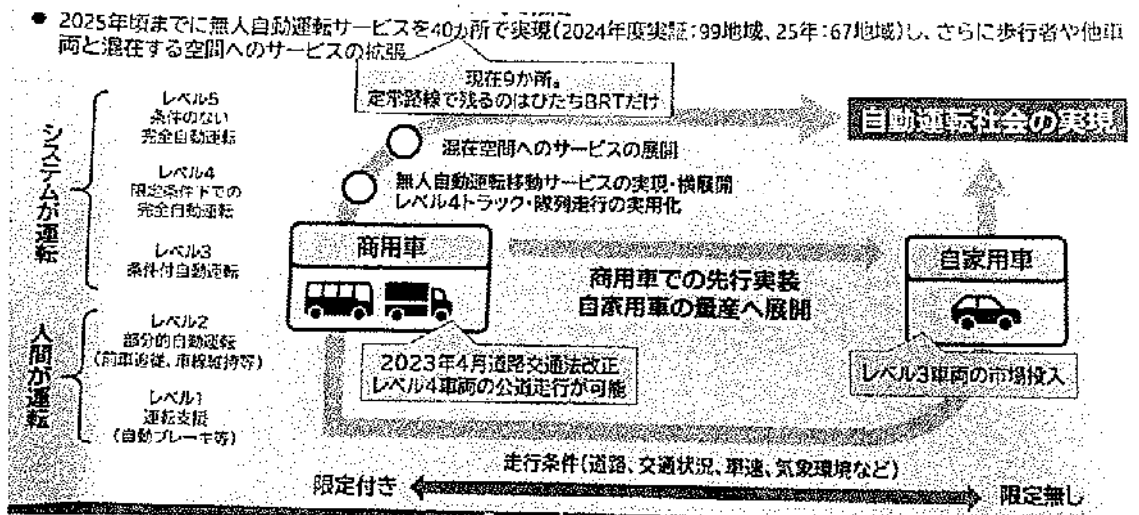 ● 2025年頃までに無人自動運転サービスを40か所で実現(2024年度実証:99地域、25年:67地域)し、さらに歩行者や他車
両と混在する空間へのサービスの拡張
現在9か所。
定常路線で残るのはひたちBRTだけ
自動運転社会の実現
システムが運転
レベル5
条件のない
完全自動運転
レベル4
限定条件下での
完全自動運転
レベル3
条件付自動運転
人間が運転
レベル2
部分的自動運転
(前車追従、車線維持等)
レベル1
運転支援
(自動ブレーキ等)
混在空間へのサービスの展開
無人自動運転移動サービスの実現・横展開
レベル4トラック・隊列走行の実用化
商用車
商用車での先行実装
自家用車の量産へ展開
自家用車
2023年4月道路交通法改正
レベル4車両の公道走行が可能
レベル3車両の市場投入
走行条件(道路、交通状況、車速、気象環境など)
限定付き
限定無し